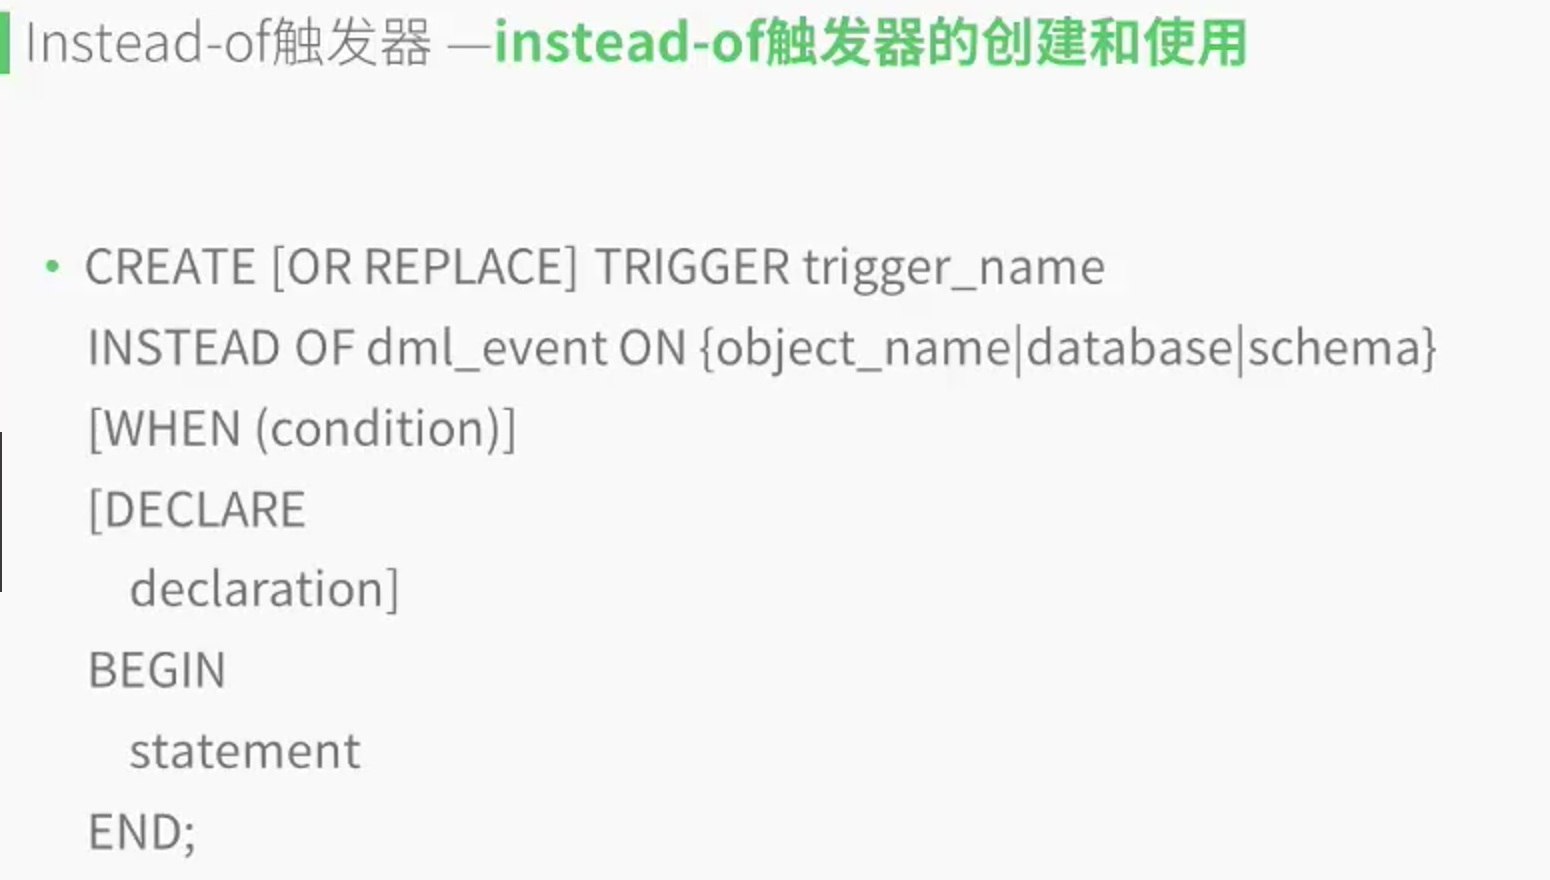 Instead-of触发器 —instead-of触发器的创建和使用
• CREATE [OR REPLACE] TRIGGER trigger_name
INSTEAD OF dml_event ON {object_name|database|schema}
[WHEN (condition)]
[DECLARE
declaration]
BEGIN
statement
END;